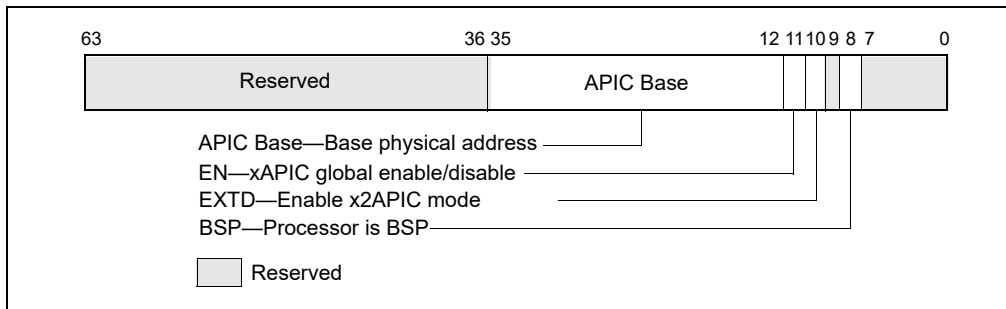 63 36 35 12 11 10 9 8 7 0
Reserved APIC Base
APIC Base—Base physical address
EN—xAPIC global enable/disable
EXTD—Enable x2APIC mode
BSP—Processor is BSP
Reserved